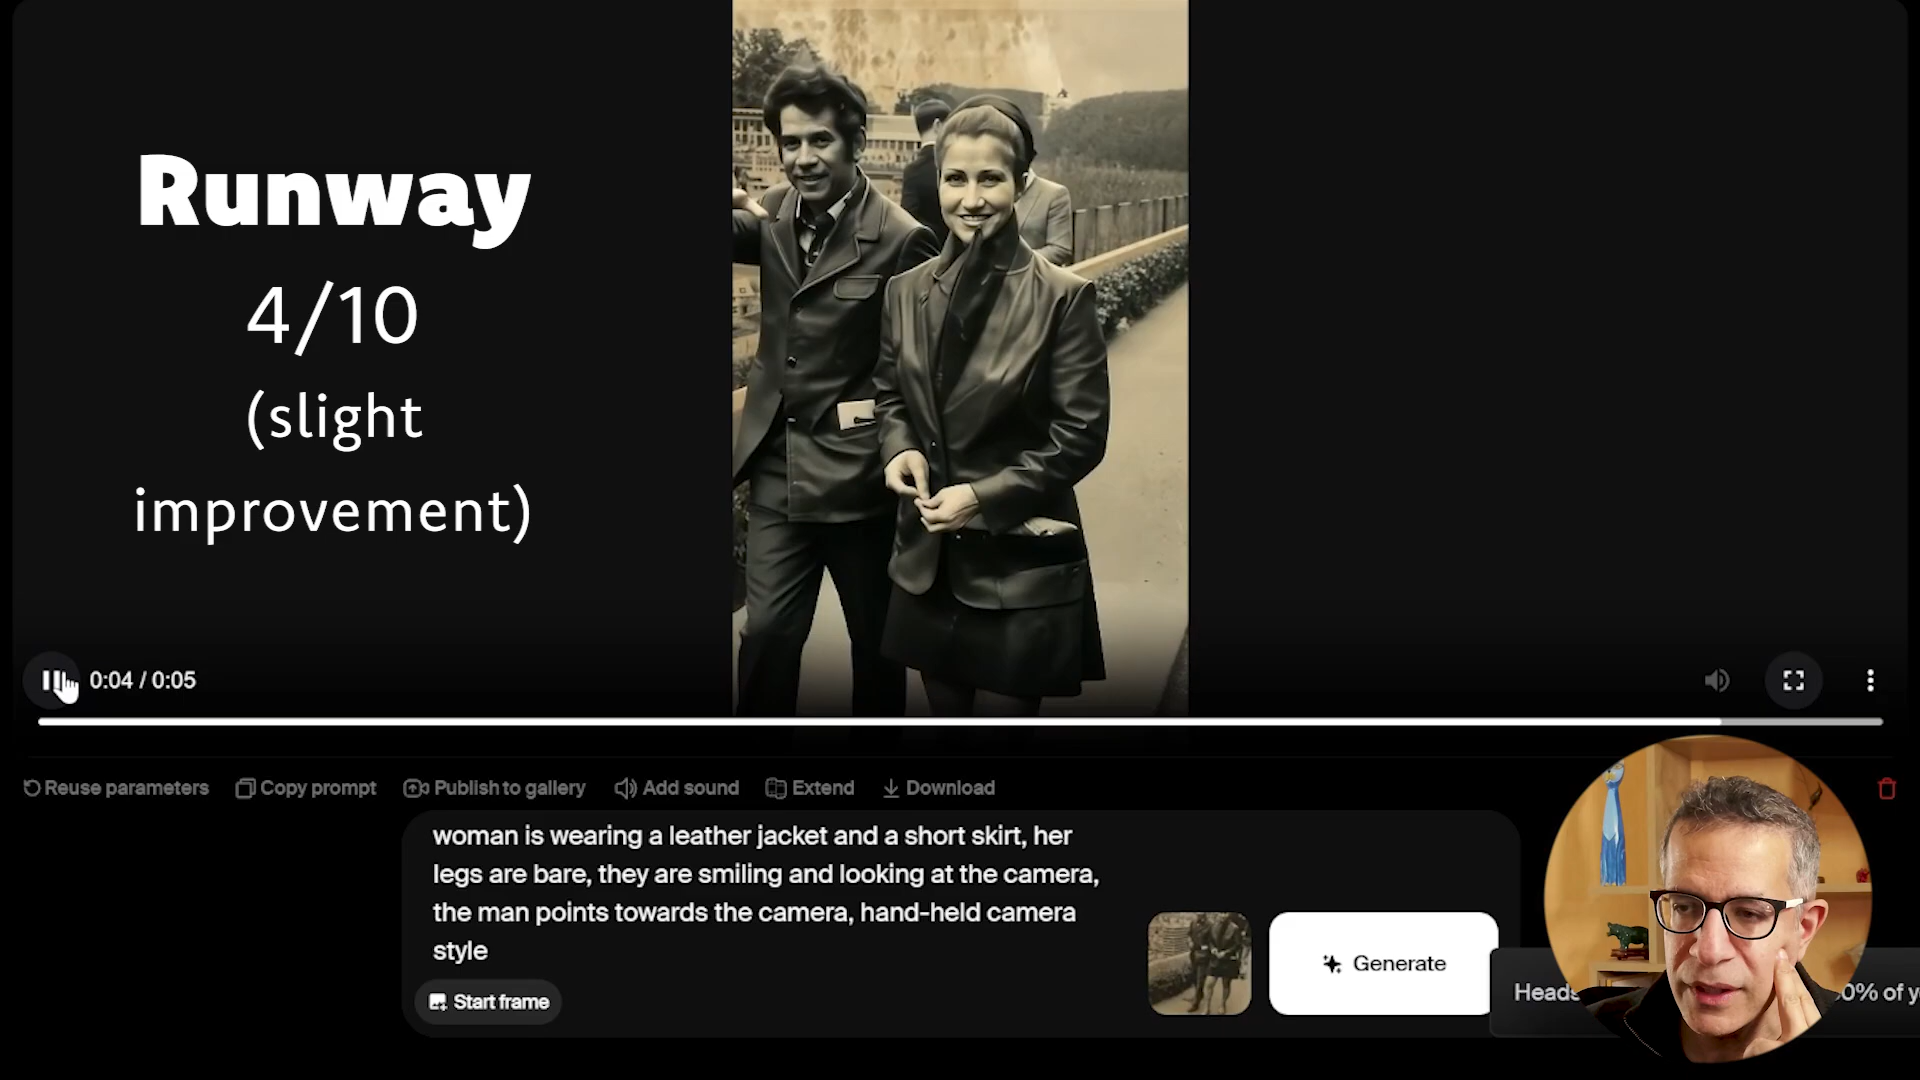 Runway
4/10
(slight
improvement)
0:04 / 0:05
Reuse parameters Copy prompt Publish to gallery Add sound Extend Download
woman is wearing a leather jacket and a short skirt, her
legs are bare, they are smiling and looking at the camera,
the man points towards the camera, hand-held camera
style
Start frame
Generate
0% of y